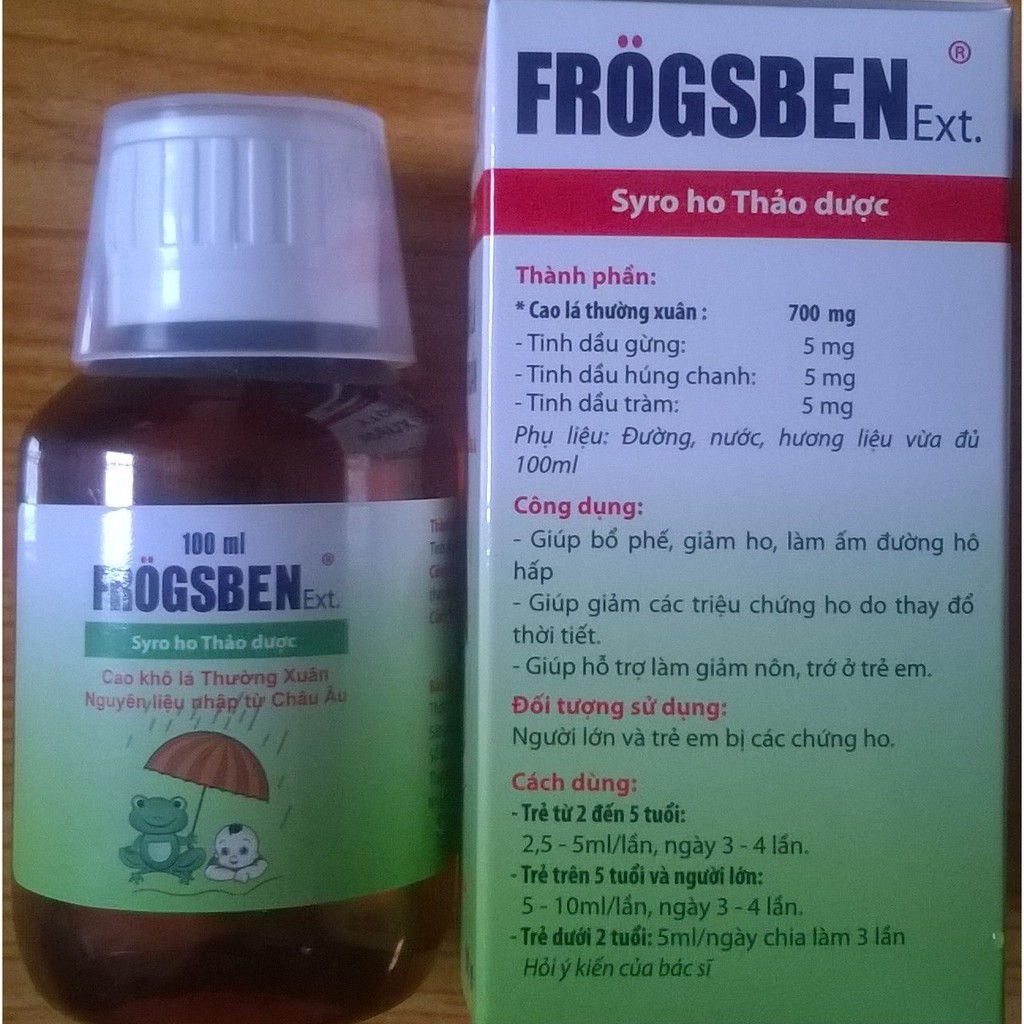 100 ml
FRÖGSBEN Ext. ®
Syro ho Thảo dược
Cao khô lá Thường Xuân
Nguyên liệu nhập từ Châu Âu
FRÖGSBEN Ext. ®
Syro ho Thảo dược
Thành phần:
* Cao lá thường xuân : 700 mg
- Tinh dầu gừng: 5 mg
- Tinh dầu húng chanh: 5 mg
- Tinh dầu tràm: 5 mg
Phụ liệu: Đường, nước, hương liệu vừa đủ
100ml
Công dụng:
- Giúp bổ phế, giảm ho, làm ấm đường hô
hấp
- Giúp giảm các triệu chứng ho do thay đổ
thời tiết.
- Giúp hỗ trợ làm giảm nôn, trớ ở trẻ em.
Đối tượng sử dụng:
Người lớn và trẻ em bị các chứng ho.
Cách dùng:
- Trẻ từ 2 đến 5 tuổi:
2,5 - 5ml/lần, ngày 3 - 4 lần.
- Trẻ trên 5 tuổi và người lớn:
5 - 10ml/lần, ngày 3 - 4 lần.
- Trẻ dưới 2 tuổi: 5ml/ngày chia làm 3 lần
Hỏi ý kiến của bác sĩ